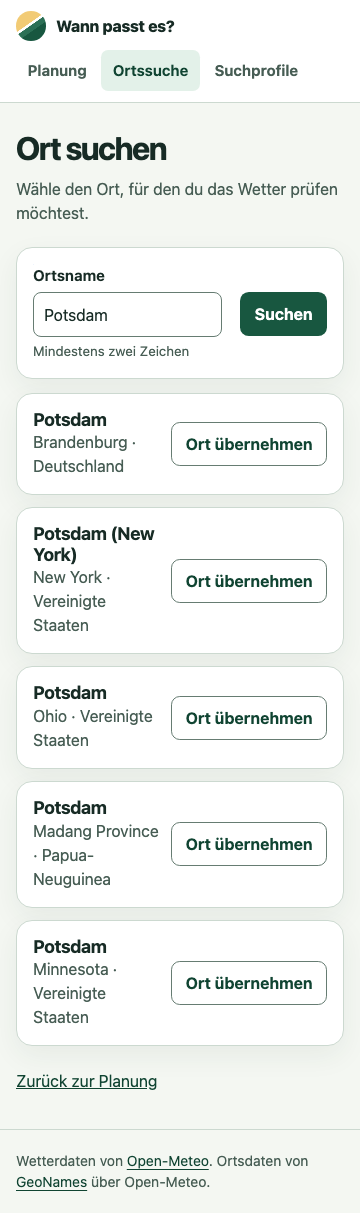 Wann passt es?
Planung Ortssuche Suchprofile
Ort suchen
Wähle den Ort, für den du das Wetter prüfen
möchtest.
Ortsname
Potsdam
Suchen
Mindestens zwei Zeichen
Potsdam
Brandenburg ·
Deutschland
Ort übernehmen
Potsdam (New
York)
New York ·
Vereinigte
Staaten
Ort übernehmen
Potsdam
Ohio · Vereinigte
Staaten
Ort übernehmen
Potsdam
Madang Province
· Papua-
Neuguinea
Ort übernehmen
Potsdam
Minnesota ·
Vereinigte
Staaten
Ort übernehmen
Zurück zur Planung
Wetterdaten von Open-Meteo. Ortsdaten von
GeoNames über Open-Meteo.